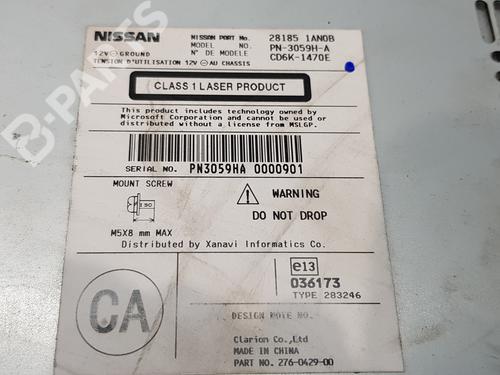 NISSAN
NISSAN PART No. 28185 1AN0B
12V ⊖ GROUND
MODEL NO. PN-3059H-A
N° DE MODELE CD6K-1470E
TENSION D'UTILISATION 12V ⊖ AU CHASSIS
CLASS 1 LASER PRODUCT
This product includes technology owned by
Microsoft Corporation and cannot be used or
distributed without a license from MSLGP.
SERIAL NO. PN3059HA 0000901
MOUNT SCREW
M5X8 mm MAX
WARNING
DO NOT DROP
Distributed by Xanavi Informatics Co.
e13
036173
TYPE 283246
CA
DESIGN NOTE NO.
Clarion Co.,Ltd
MADE IN CHINA
PART NO. 276-0429-00
B-PARTS